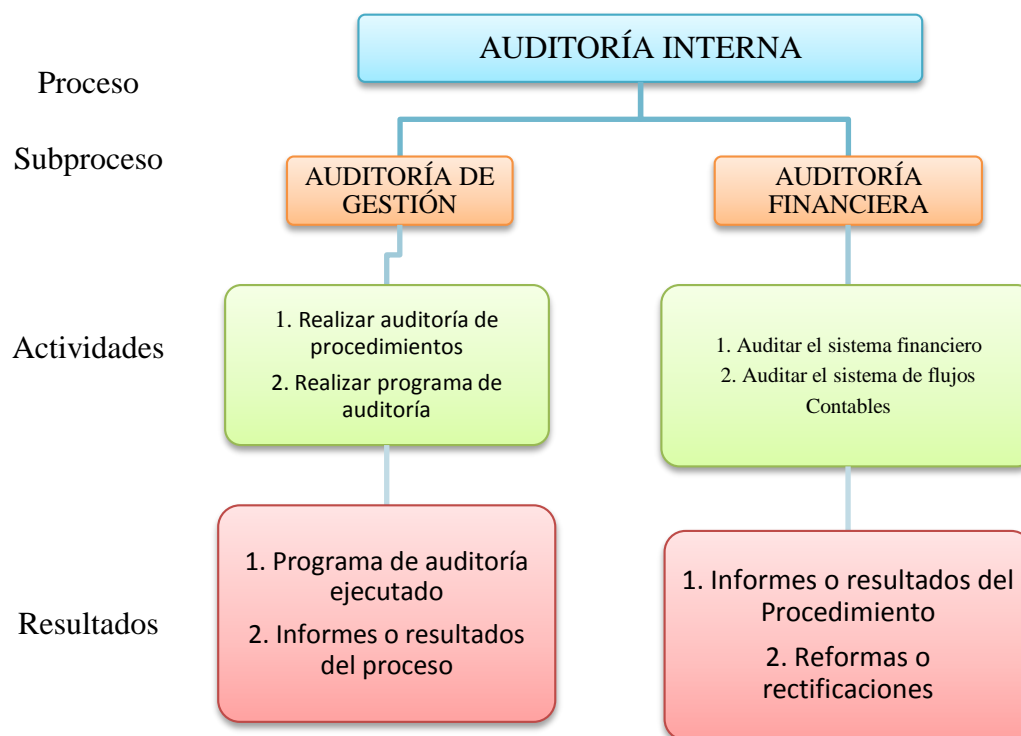 AUDITORÍA INTERNA
Proceso
Subproceso
AUDITORÍA DE
GESTIÓN
AUDITORÍA
FINANCIERA
Actividades
1. Realizar auditoría de
procedimientos
2. Realizar programa de
auditoría
1. Auditar el sistema financiero
2. Auditar el sistema de flujos
Contables
Resultados
1. Programa de auditoría
ejecutado
2. Informes o resultados
del proceso
1. Informes o resultados del
Procedimiento
2. Reformas o
rectificaciones